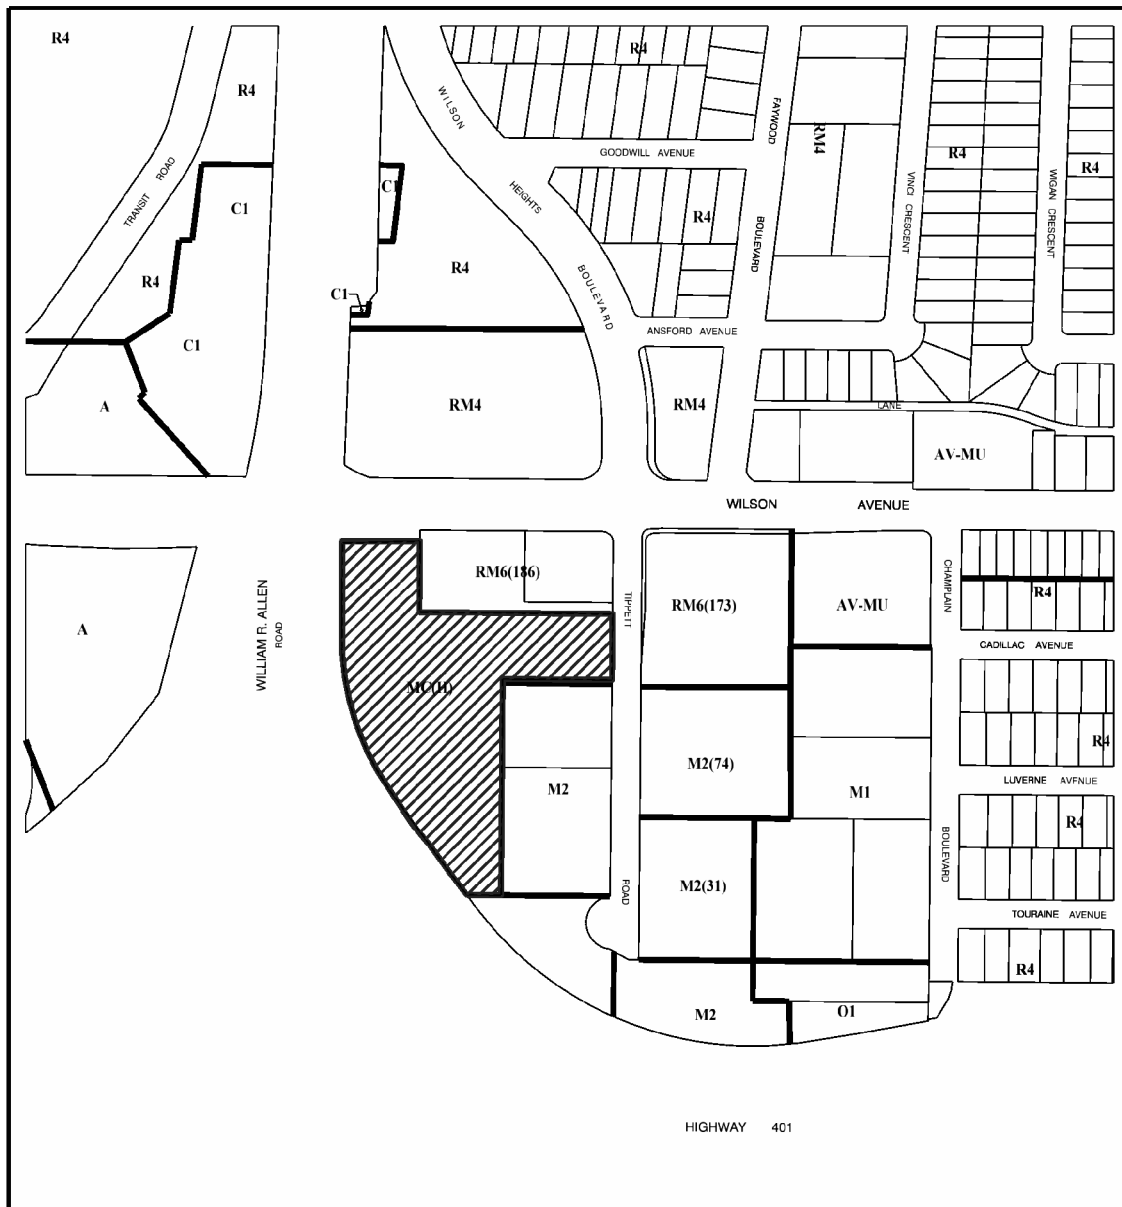 R4
R4
R4
WILSON
FAYWOOD
RM4
GOODWILL AVENUE
R4
R4
VINCI CRESCENT
WIGAN CRESCENT
TRANSIT ROAD
C1
C1
HEIGHTS
R4
BOULEVARD
R4
R4
C1
BOULEVARD
ANSFORD AVENUE
C1
A
RM4
RM4
LANE
AV-MU
WILSON AVENUE
RM6(186)
CHAMPLAIN
R4
TIPPETT
RM6(173)
AV-MU
A
WILLIAM R. ALLEN
ROAD
CADILLAC AVENUE
MC(H)
R4
M2(74)
LUVERNE AVENUE
M2
M1
R4
BOULEVARD
M2(31)
ROAD
TOURAINE AVENUE
R4
M2
O1
HIGHWAY 401